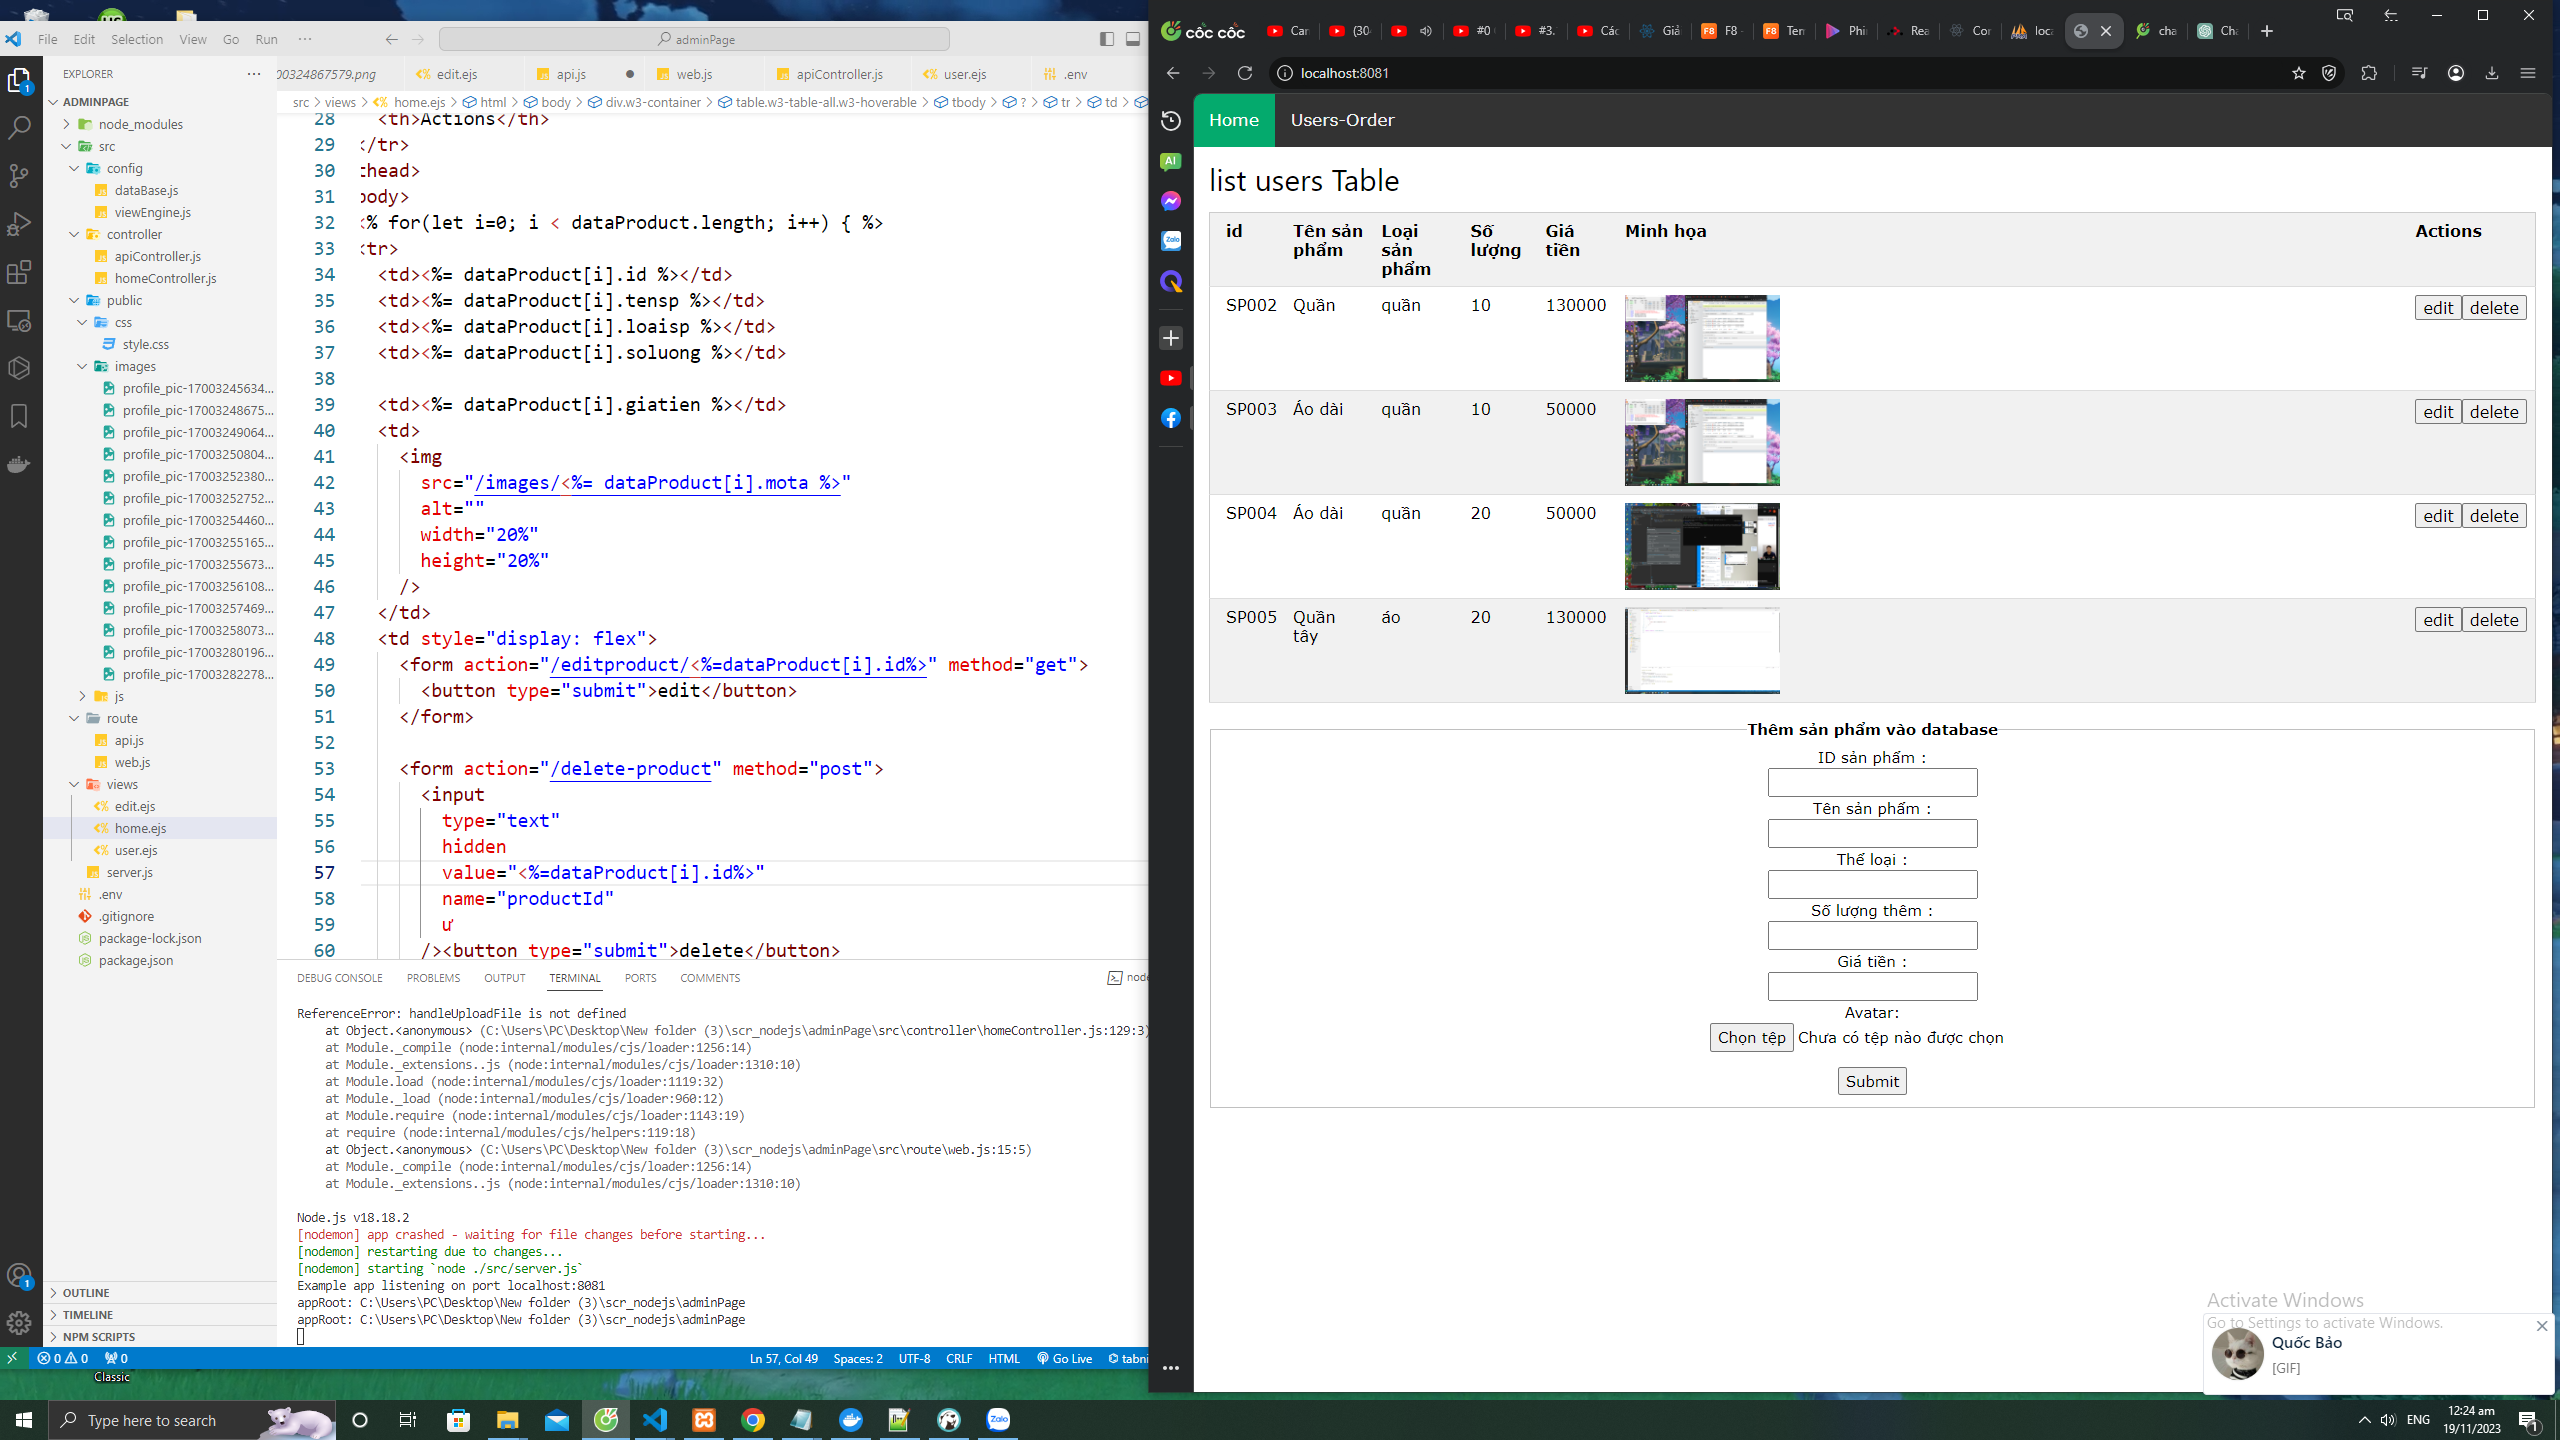 File Edit Selection View Go Run ···
adminPage
EXPLORER
ADMINPAGE
node_modules
src
config
dataBase.js
viewEngine.js
controller
apiController.js
homeController.js
public
css
style.css
images
profile_pic-17003245634...
profile_pic-17003248675...
profile_pic-17003249064...
profile_pic-17003250804...
profile_pic-17003252380...
profile_pic-17003252752...
profile_pic-17003254460...
profile_pic-17003255165...
profile_pic-17003255673...
profile_pic-17003256108...
profile_pic-17003257469...
profile_pic-17003258073...
profile_pic-17003280196...
profile_pic-17003282278...
js
route
api.js
web.js
views
edit.ejs
home.ejs
user.ejs
server.js
.env
.gitignore
package-lock.json
package.json
OUTLINE
TIMELINE
NPM SCRIPTS
00324867579.png edit.ejs api.js web.js apiController.js user.ejs .env
src > views > home.ejs > html > body > div.w3-container > table.w3-table-all.w3-hoverable > tbody > ? > tr > td >
28 <th>Actions</th>
29 </tr>
30 thead>
31 body>
32 <% for(let i=0; i < dataProduct.length; i++) { %>
33 <tr>
34 <td><%= dataProduct[i].id %></td>
35 <td><%= dataProduct[i].tensp %></td>
36 <td><%= dataProduct[i].loaisp %></td>
37 <td><%= dataProduct[i].soluong %></td>
38
39 <td><%= dataProduct[i].giatien %></td>
40 <td>
41 <img
42 src="/images/<%= dataProduct[i].mota %>"
43 alt=""
44 width="20%"
45 height="20%"
46 />
47 </td>
48 <td style="display: flex">
49 <form action="/editproduct/<%=dataProduct[i].id%>" method="get">
50 <button type="submit">edit</button>
51 </form>
52
53 <form action="/delete-product" method="post">
54 <input
55 type="text"
56 hidden
57 value="<%=dataProduct[i].id%>"
58 name="productId"
59 ư
60 /><button type="submit">delete</button>
DEBUG CONSOLE PROBLEMS OUTPUT TERMINAL PORTS COMMENTS node
ReferenceError: handleUploadFile is not defined
at Object.<anonymous> (C:\Users\PC\Desktop\New folder (3)\scr_nodejs\adminPage\src\controller\homeController.js:129:3)
at Module._compile (node:internal/modules/cjs/loader:1256:14)
at Module._extensions..js (node:internal/modules/cjs/loader:1310:10)
at Module.load (node:internal/modules/cjs/loader:1119:32)
at Module._load (node:internal/modules/cjs/loader:960:12)
at Module.require (node:internal/modules/cjs/loader:1143:19)
at require (node:internal/modules/cjs/helpers:119:18)
at Object.<anonymous> (C:\Users\PC\Desktop\New folder (3)\scr_nodejs\adminPage\src\route\web.js:15:5)
at Module._compile (node:internal/modules/cjs/loader:1256:14)
at Module._extensions..js (node:internal/modules/cjs/loader:1310:10)
Node.js v18.18.2
[nodemon] app crashed - waiting for file changes before starting...
[nodemon] restarting due to changes...
[nodemon] starting `node ./src/server.js`
Example app listening on port localhost:8081
appRoot: C:\Users\PC\Desktop\New folder (3)\scr_nodejs\adminPage
appRoot: C:\Users\PC\Desktop\New folder (3)\scr_nodejs\adminPage
0 0 0 Ln 57, Col 49 Spaces: 2 UTF-8 CRLF HTML Go Live tabni
Classic
cốc cốc Car (30 #0 #3. Các Giả F8 F8 - F8 Ter Phi Rea Cor loca cha Cha
localhost:8081
Home Users-Order
list users Table
id Tên sản phẩm Loại sản phẩm Số lượng Giá tiền Minh họa Actions
SP002 Quần quần 10 130000 edit delete
SP003 Áo dài quần 10 50000 edit delete
SP004 Áo dài quần 20 50000 edit delete
SP005 Quần tây áo 20 130000 edit delete
Thêm sản phẩm vào database
ID sản phẩm :
Tên sản phẩm :
Thể loại :
Số lượng thêm :
Giá tiền :
Avatar:
Chọn tệp Chưa có tệp nào được chọn
Submit
Activate Windows
Go to Settings to activate Windows.
Quốc Bảo
[GIF]
Type here to search
Zalo
ENG
12:24 am
19/11/2023
1